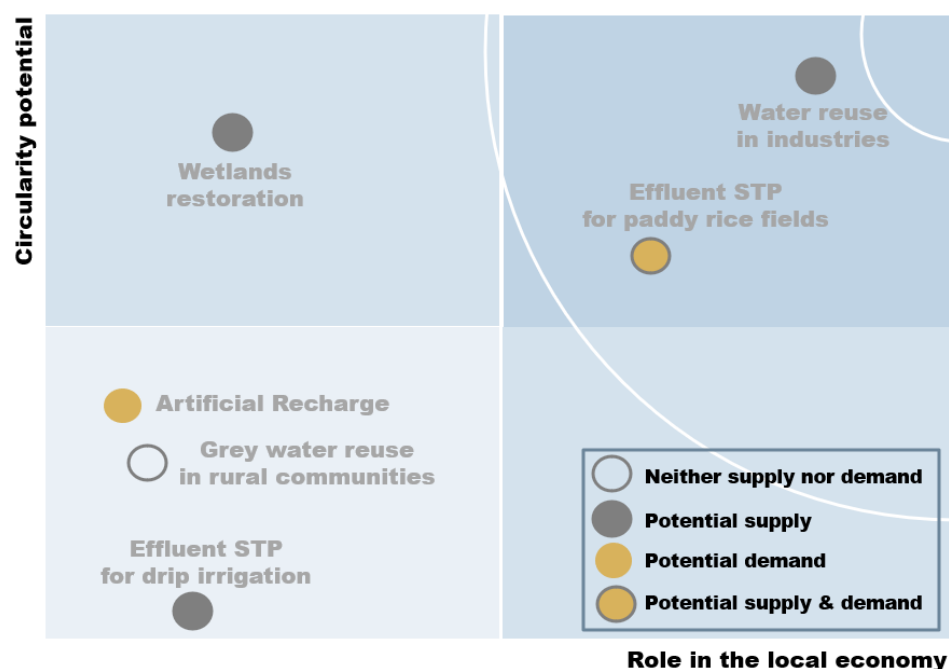 Circularity potential
Water reuse
in industries
Wetlands
restoration
Effluent STP
for paddy rice fields
Artificial Recharge
Grey water reuse
in rural communities
Effluent STP
for drip irrigation
Neither supply nor demand
Potential supply
Potential demand
Potential supply & demand
Role in the local economy